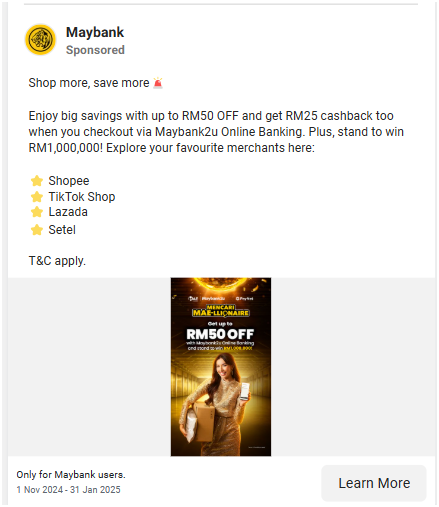 Maybank
Sponsored
Shop more, save more 🚨
Enjoy big savings with up to RM50 OFF and get RM25 cashback too
when you checkout via Maybank2u Online Banking. Plus, stand to win
RM1,000,000! Explore your favourite merchants here:
⭐ Shopee
⭐ TikTok Shop
⭐ Lazada
⭐ Setel
T&C apply.
Maybank2u PayNet
MENCARI
MAE-LLIONAIRE
Get up to
RM50 OFF
with Maybank2u Online Banking
and stand to win RM1,000,000!
Only for Maybank users.
1 Nov 2024 - 31 Jan 2025
Learn More